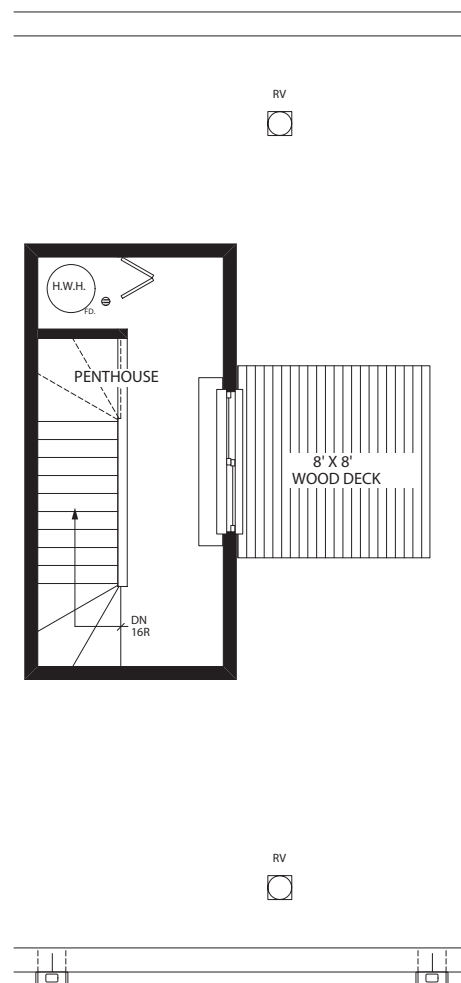 RV
H.W.H.
FD.
PENTHOUSE
8' X 8'
WOOD DECK
DN
16R
RV